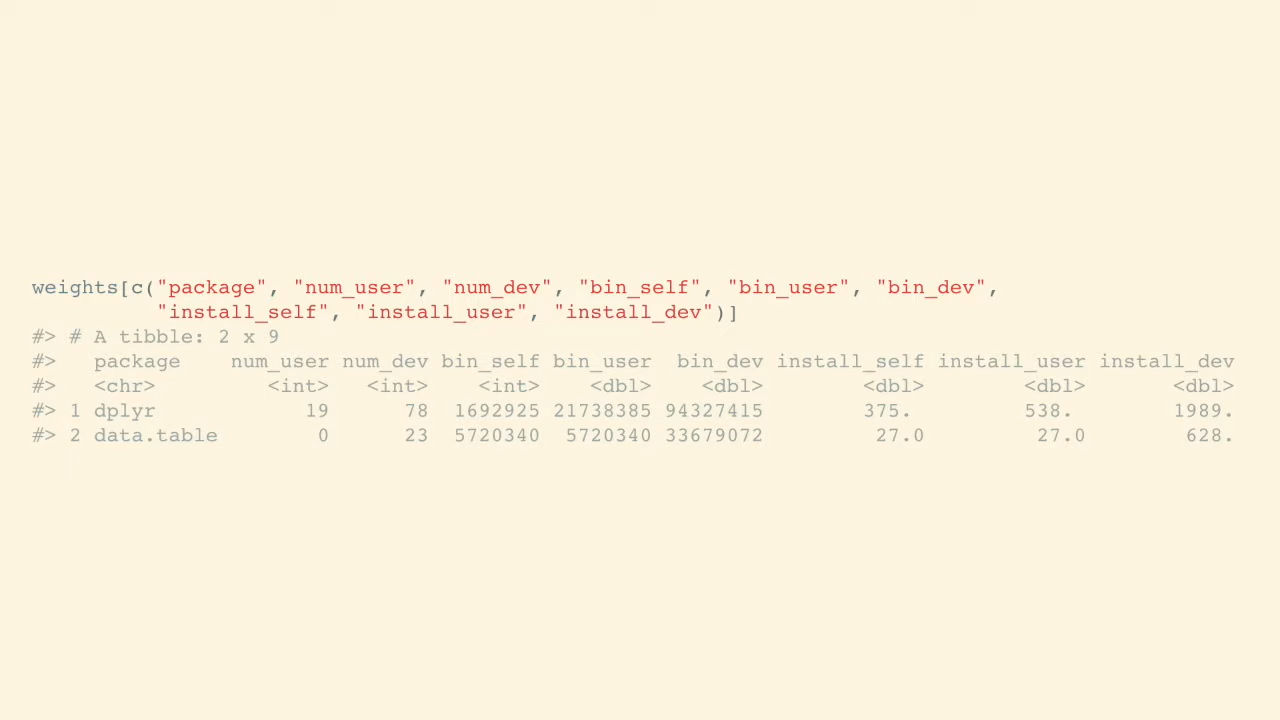 weights[c("package", "num_user", "num_dev", "bin_self", "bin_user", "bin_dev",
          "install_self", "install_user", "install_dev")]
#> # A tibble: 2 x 9
#>   package    num_user num_dev bin_self bin_user  bin_dev install_self install_user install_dev
#>   <chr>         <int>   <int>    <int>    <dbl>    <dbl>        <dbl>        <dbl>       <dbl>
#> 1 dplyr            19      78  1692925 21738385 94327415        375.         538.        1989.
#> 2 data.table        0      23  5720340  5720340 33679072         27.0         27.0        628.